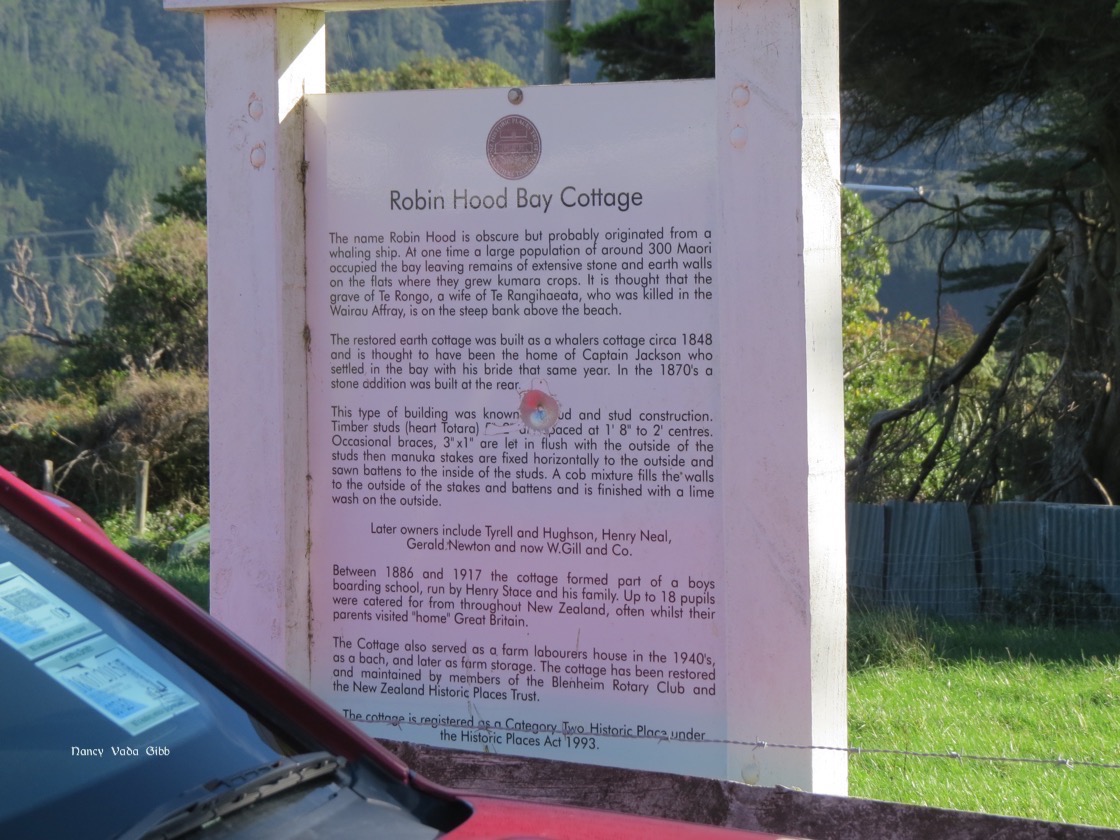 Robin Hood Bay Cottage
The name Robin Hood is obscure but probably originated from a
whaling ship. At one time a large population of around 300 Maori
occupied the bay leaving remains of extensive stone and earth walls
on the flats where they grew kumara crops. It is thought that the
grave of Te Rongo, a wife of Te Rangihaeata, who was killed in the
Wairau Affray, is on the steep bank above the beach.
The restored earth cottage was built as a whalers cottage circa 1848
and is thought to have been the home of Captain Jackson who
settled in the bay with his bride that same year. In the 1870's a
stone addition was built at the rear.
This type of building was known ud and stud construction.
Timber studs (heart Totara) paced at 1' 8" to 2' centres.
Occasional braces, 3"x1" are let in flush with the outside of the
studs then manuka stakes are fixed horizontally to the outside and
sawn battens to the inside of the studs. A cob mixture fills the walls
to the outside of the stakes and battens and is finished with a lime
wash on the outside.
Later owners include Tyrell and Hughson, Henry Neal,
Gerald Newton and now W.Gill and Co.
Between 1886 and 1917 the cottage formed part of a boys
boarding school, run by Henry Stace and his family. Up to 18 pupils
were catered for from throughout New Zealand, often whilst their
parents visited "home" Great Britain.
The Cottage also served as a farm labourers house in the 1940's,
as a bach, and later as farm storage. The cottage has been restored
and maintained by members of the Blenheim Rotary Club and
the New Zealand Historic Places Trust.
The cottage is registered as a Category Two Historic Place under
the Historic Places Act 1993.
Nancy Vada Gibb